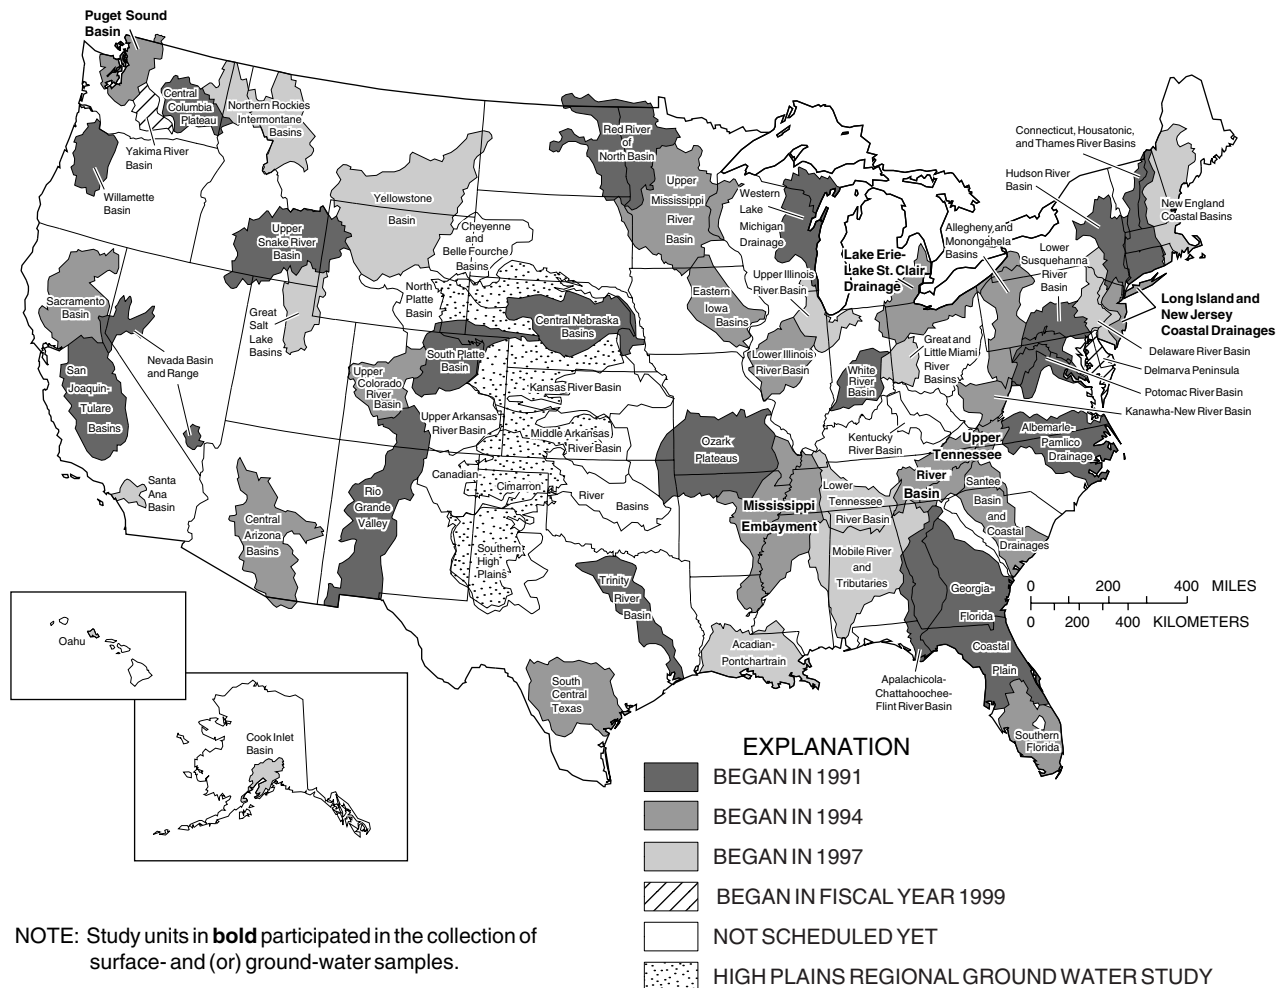 Puget Sound
Basin
Central
Columbia
Plateau
Northern Rockies
Intermontane
Basins
Yakima River
Basin
Willamette
Basin
Yellowstone
Basin
Upper
Snake River
Basin
Sacramento
Basin
Great
Salt
Lake
Basins
Nevada Basin
and Range
San
Joaquin-
Tulare
Basins
Santa
Ana
Basin
Central
Arizona
Basins
Rio
Grande
Valley
Upper
Colorado
River
Basin
North
Platte
Basin
Cheyenne
and
Belle Fourche
Basins
South Platte
Basin
Central Nebraska
Basins
Kansas River Basin
Upper Arkansas
River Basin
Middle Arkansas
River Basin
Canadian-
Cimarron
River
Basins
Southern
High
Plains
Trinity
River
Basin
South
Central
Texas
Red River
of
North Basin
Upper
Mississippi
River
Basin
Western
Lake
Michigan
Drainage
Eastern
Iowa
Basins
Upper Illinois
River Basin
Lower Illinois
River Basin
White
River
Basin
Ozark
Plateaus
Lake Erie-
Lake St. Clair
Drainage
Great and
Little Miami
River
Basins
Kentucky
River Basin
Mississippi
Embayment
Lower
Tennessee
River Basin
Upper
Tennessee
River
Basin
Mobile River
and
Tributaries
Acadian-
Pontchartrain
Connecticut, Housatonic,
and Thames River Basins
Hudson River
Basin
New England
Coastal Basins
Allegheny and
Monongahela
Basins
Lower
Susquehanna
River
Basin
Long Island and
New Jersey
Coastal Drainages
Delaware River Basin
Delmarva Peninsula
Potomac River Basin
Kanawha-New River Basin
Albemarle-
Pamlico
Drainage
Santee
Basin
and
Coastal
Drainages
Georgia-
Florida
Coastal
Plain
Apalachicola-
Chattahoochee-
Flint River Basin
Southern
Florida
0 200 400 MILES
0 200 400 KILOMETERS
Oahu
Cook Inlet
Basin
EXPLANATION
BEGAN IN 1991
BEGAN IN 1994
BEGAN IN 1997
BEGAN IN FISCAL YEAR 1999
NOT SCHEDULED YET
HIGH PLAINS REGIONAL GROUND WATER STUDY
NOTE: Study units in bold participated in the collection of
surface- and (or) ground-water samples.